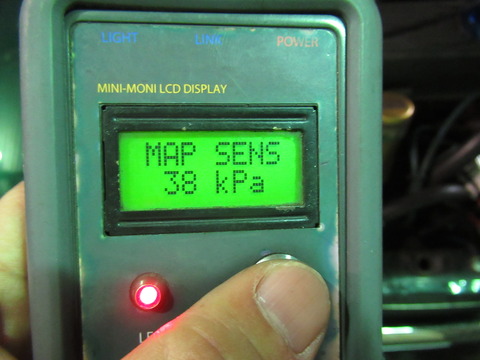 LIGHT LINK POWER
MINI-MONI LCD DISPLAY
MAP SENS
38 kPa